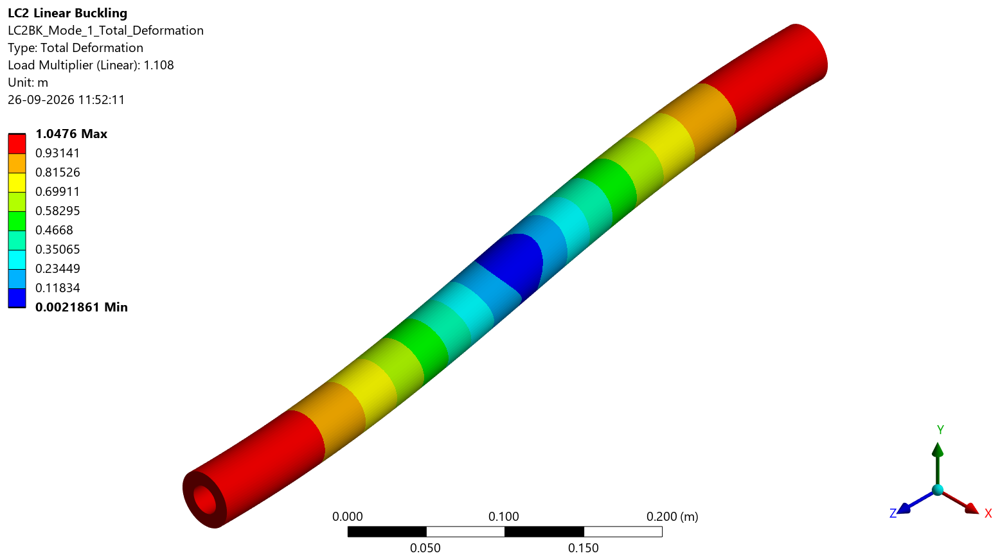 LC2 Linear Buckling
LC2BK_Mode_1_Total_Deformation
Type: Total Deformation
Load Multiplier (Linear): 1.108
Unit: m
26-09-2026 11:52:11
1.0476 Max
0.93141
0.81526
0.69911
0.58295
0.4668
0.35065
0.23449
0.11834
0.0021861 Min
0.000 0.100 0.200 (m)
0.050 0.150
Y
Z X